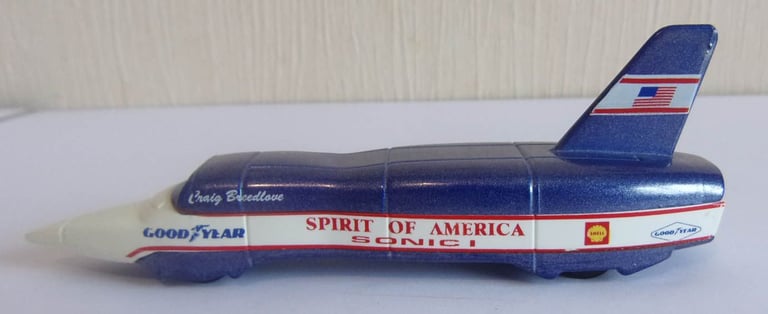 Craig Breedlove
GOODYEAR
SPIRIT OF AMERICA
SONIC I
SHELL
GOODYEAR